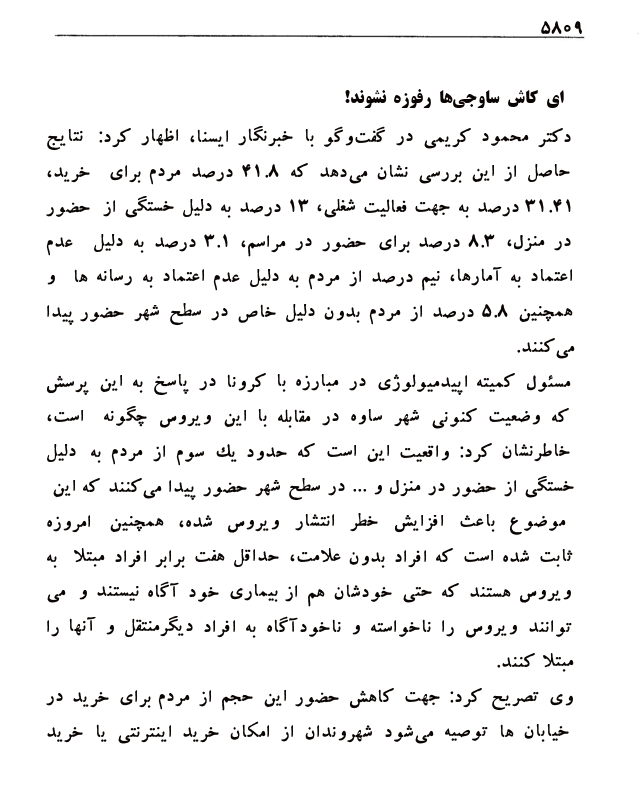 ۵۸۰۹
ای کاش ساوجی‌ها رفوزه نشوند!
دکتر محمود کریمی در گفت‌وگو با خبرنگار ایسنا، اظهار کرد: نتایج
حاصل از این بررسی نشان می‌دهد که ۴۱.۸ درصد مردم برای خرید،
۳۱.۴۱ درصد به جهت فعالیت شغلی، ۱۳ درصد به دلیل خستگی از حضور
در منزل، ۸.۳ درصد برای حضور در مراسم، ۳.۱ درصد به دلیل عدم
اعتماد به آمارها، نیم درصد از مردم به دلیل عدم اعتماد به رسانه ها و
همچنین ۵.۸ درصد از مردم بدون دلیل خاص در سطح شهر حضور پیدا
می‌کنند.
مسئول کمیته اپیدمیولوژی در مبارزه با کرونا در پاسخ به این پرسش
که وضعیت کنونی شهر ساوه در مقابله با این ویروس چگونه است،
خاطرنشان کرد: واقعیت این است که حدود یك سوم از مردم به دلیل
خستگی از حضور در منزل و ... در سطح شهر حضور پیدا می‌کنند که این
موضوع باعث افزایش خطر انتشار ویروس شده، همچنین امروزه
ثابت شده است که افراد بدون علامت، حداقل هفت برابر افراد مبتلا به
ویروس هستند که حتی خودشان هم از بیماری خود آگاه نیستند و می
توانند ویروس را ناخواسته و ناخودآگاه به افراد دیگرمنتقل و آنها را
مبتلا کنند.
وی تصریح کرد: جهت کاهش حضور این حجم از مردم برای خرید در
خیابان ها توصیه می‌شود شهروندان از امکان خرید اینترنتی یا خرید